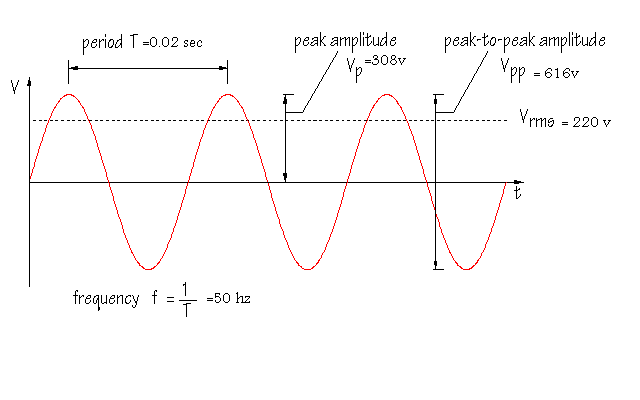 period T =0.02 sec
peak amplitude
Vp=308v
peak-to-peak amplitude
Vpp = 616v
V
Vrms = 220 v
t
frequency f = 1/T =50 hz